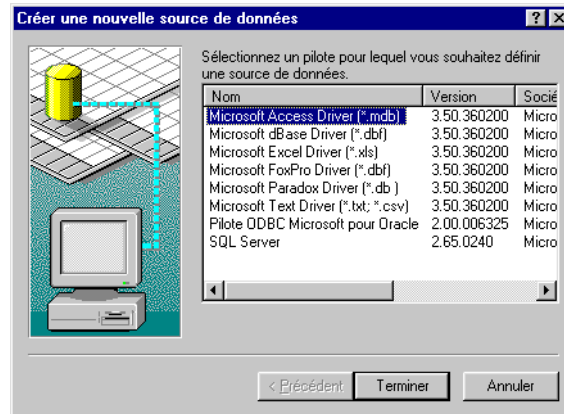 Créer une nouvelle source de données
Sélectionnez un pilote pour lequel vous souhaitez définir
une source de données.
Nom Version Socié
Microsoft Access Driver (*.mdb) 3.50.360200 Micro
Microsoft dBase Driver (*.dbf) 3.50.360200 Micro
Microsoft Excel Driver (*.xls) 3.50.360200 Micro
Microsoft FoxPro Driver (*.dbf) 3.50.360200 Micro
Microsoft Paradox Driver (*.db ) 3.50.360200 Micro
Microsoft Text Driver (*.txt; *.csv) 3.50.360200 Micro
Pilote ODBC Microsoft pour Oracle 2.00.006325 Micro
SQL Server 2.65.0240 Micro
< Précédent Terminer Annuler